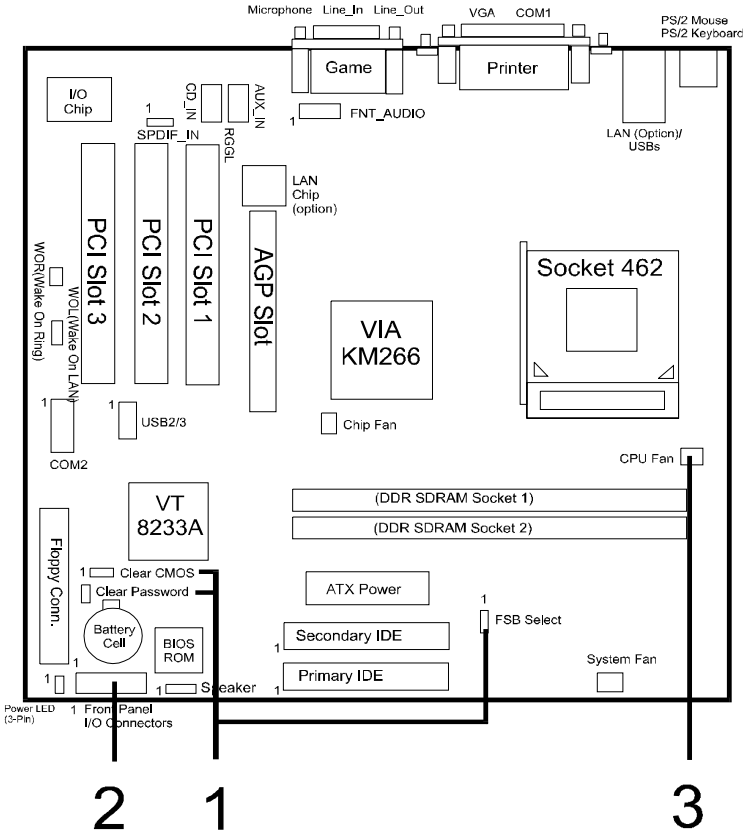 Microphone Line_In Line_Out
VGA COM1
PS/2 Mouse
PS/2 Keyboard
Game
Printer
I/O
Chip
1
SPDIF_IN
CD_IN
AUX_IN
RGGL
1
FNT_AUDIO
LAN (Option)/
USBs
LAN
Chip
(option)
PCI Slot 3
PCI Slot 2
PCI Slot 1
AGP Slot
WOR(Wake On Ring)
WOL(Wake On LAN)
VIA
KM266
Socket 462
1
COM2
1
USB2/3
Chip Fan
CPU Fan
(DDR SDRAM Socket 1)
(DDR SDRAM Socket 2)
VT
8233A
Floppy Conn.
1 Clear CMOS
Clear Password
1
Battery
Cell
BIOS
ROM
ATX Power
1
FSB Select
Secondary IDE
1
Primary IDE
1
System Fan
1
1
1 Speaker
Power LED
(3-Pin)
1 Front Panel
I/O Connectors
2
1
3